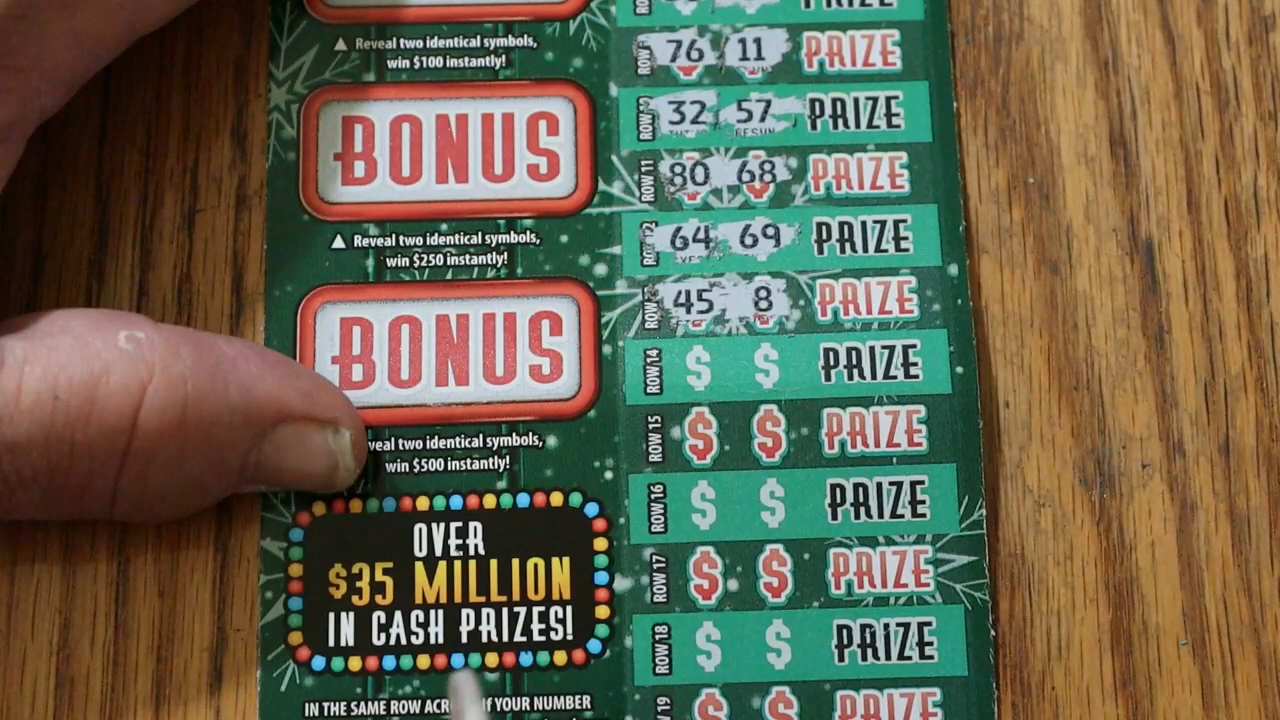 PRIZE
▲ Reveal two identical symbols,
win $100 instantly!
ROW 76 11 PRIZE
BONUS
ROW 32 57 PRIZE
ROW 11 80 68 PRIZE
▲ Reveal two identical symbols,
win $250 instantly!
64 69 PRIZE
BONUS
ROW 45 8 PRIZE
ROW 14 $ $ PRIZE
ROW 15 $ $ PRIZE
two identical symbols,
win $500 instantly!
ROW 16 $ $ PRIZE
OVER
$35 MILLION
IN CASH PRIZES!
ROW 17 $ $ PRIZE
ROW 18 $ $ PRIZE
IN THE SAME ROW YOUR NUMBER
19 $ $ PRIZE